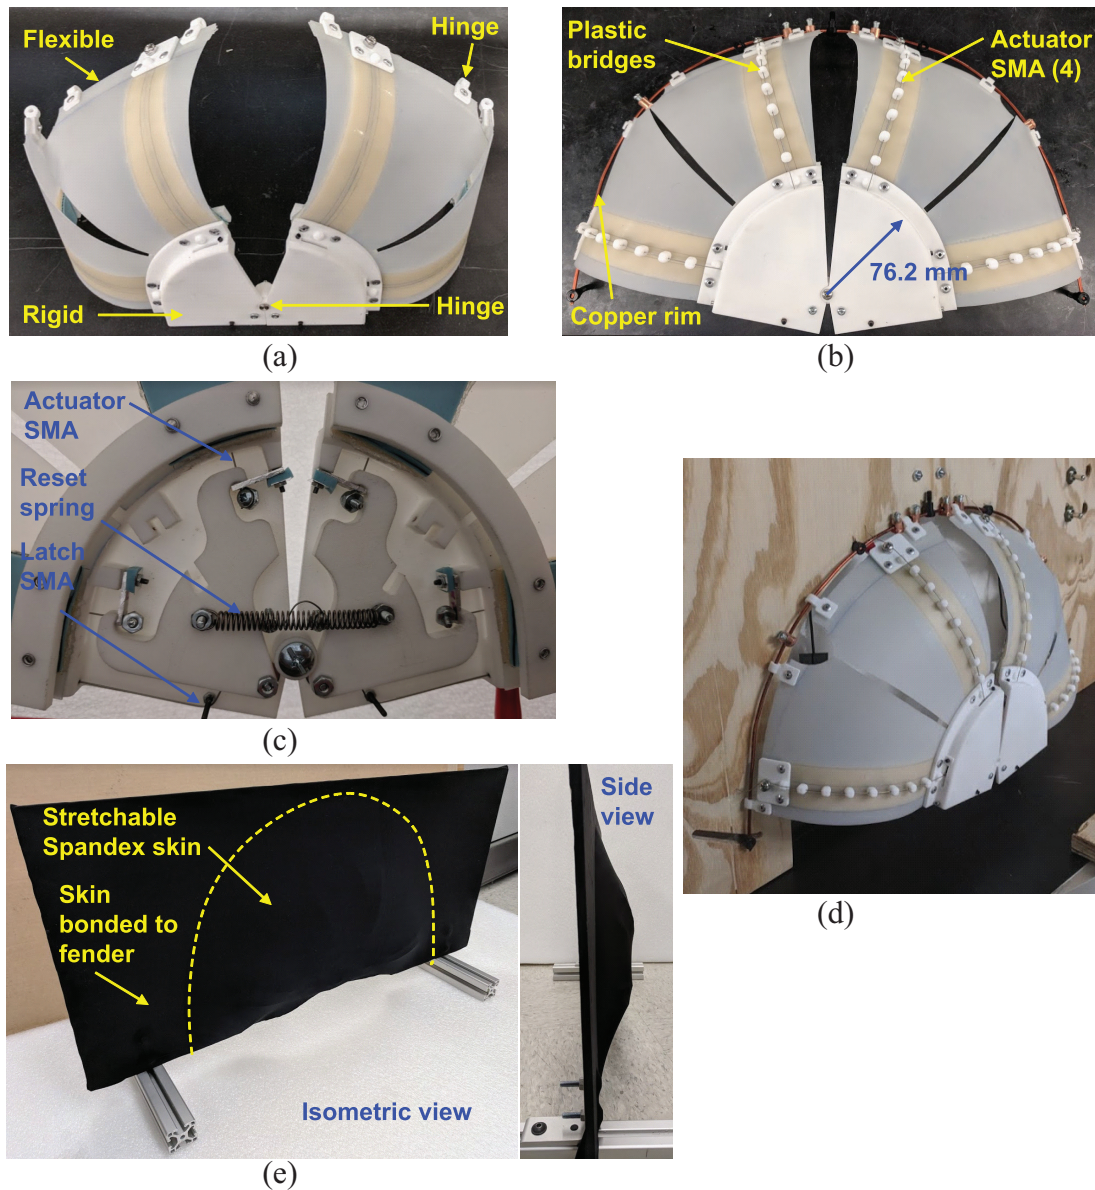 Flexible
Hinge
Rigid
Hinge
(a)
Plastic
bridges
Actuator
SMA (4)
76.2 mm
Copper rim
(b)
Actuator
SMA
Reset
spring
Latch
SMA
(c)
(d)
Stretchable
Spandex skin
Skin
bonded to
fender
Isometric view
Side
view
(e)